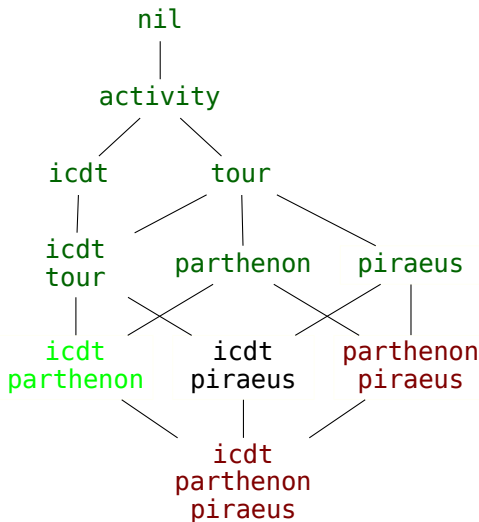 nil
activity
icdt
tour
icdt
tour
parthenon
piraeus
icdt
parthenon
icdt
piraeus
parthenon
piraeus
icdt
parthenon
piraeus